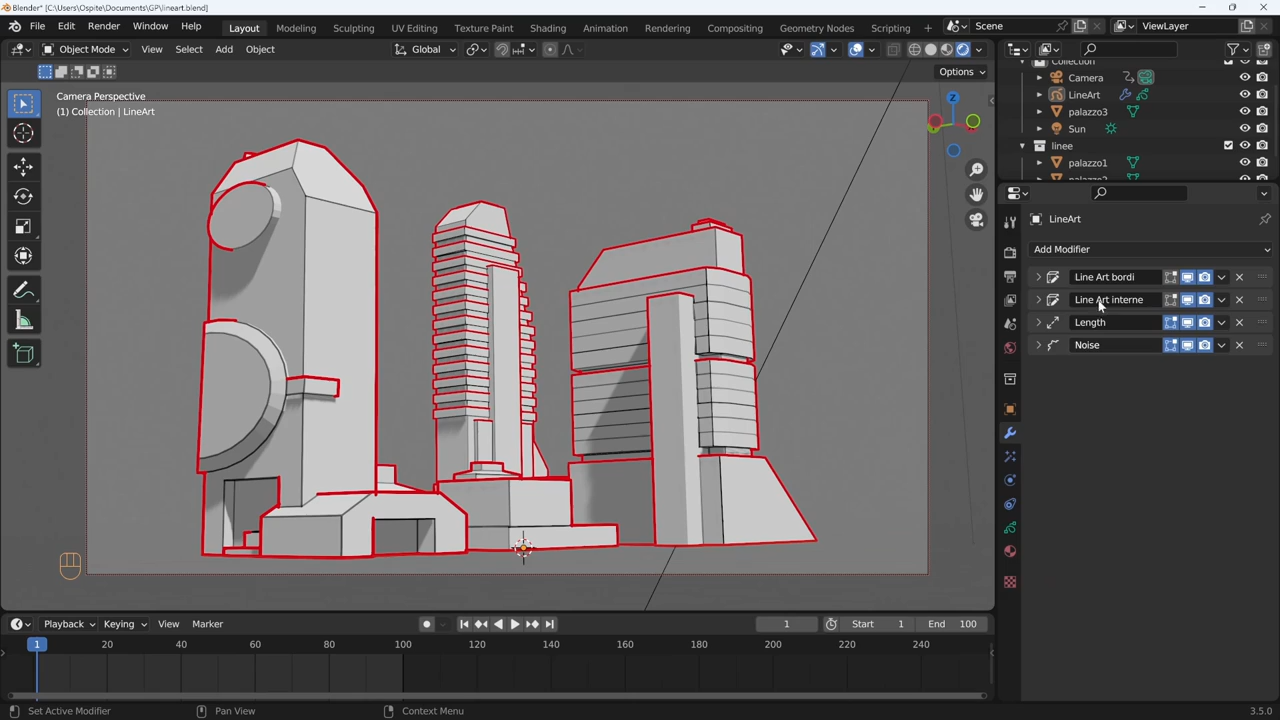 Blender* [C:\Users\Ospite\Documents\GP\lineart.blend]
File Edit Render Window Help
Layout Modeling Sculpting UV Editing Texture Paint Shading Animation Rendering Compositing Geometry Nodes Scripting
Scene
ViewLayer
Object Mode View Select Add Object
Global
Options
Camera Perspective
(1) Collection | LineArt
Z
Collection
Camera
LineArt
palazzo3
Sun
linee
palazzo1
LineArt
Add Modifier
Line Art bordi
Line Art interne
Length
Noise
Playback Keying View Marker
1
Start 1
End 100
1 20 40 60 80 100 120 140 160 180 200 220 240
Set Active Modifier
Pan View
Context Menu
3.5.0